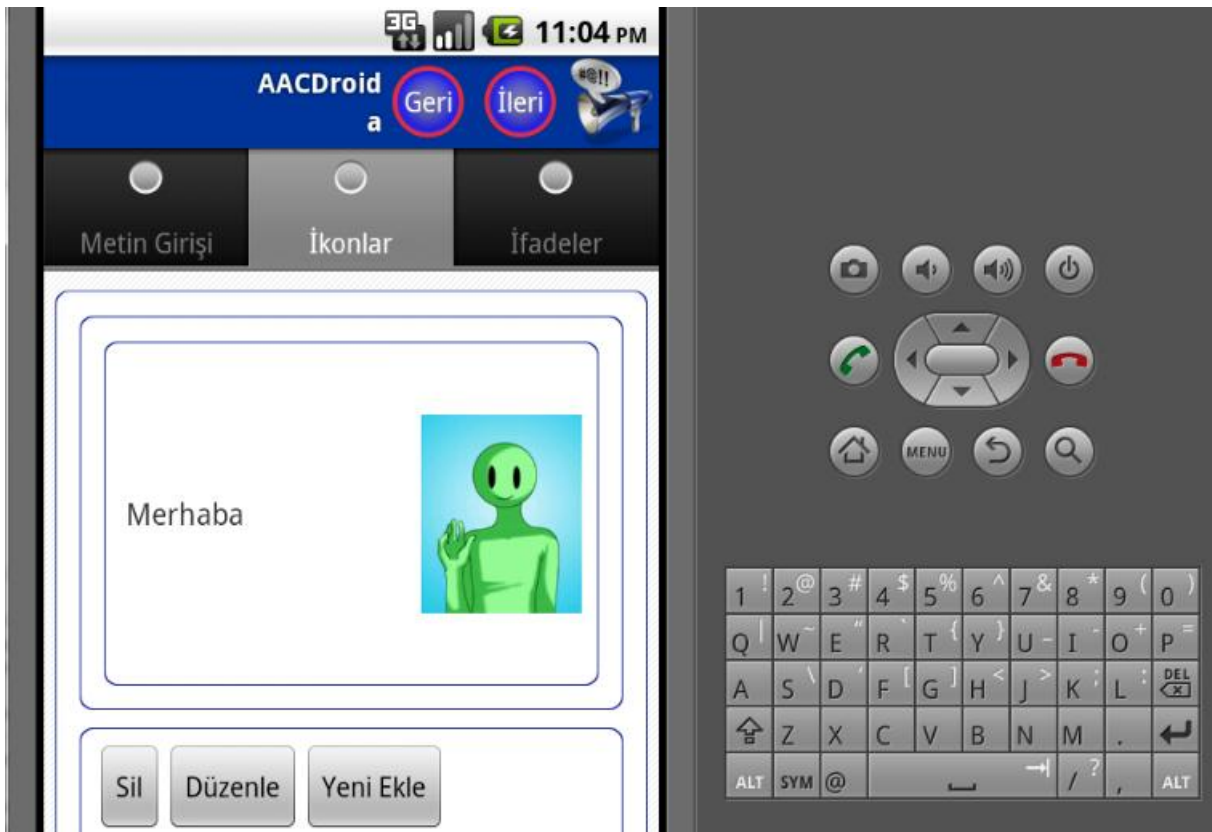 3G 11:04 PM
AACDroid
a
Geri İleri #@!!
Metin Girişi İkonlar İfadeler
Merhaba
Sil Düzenle Yeni Ekle
MENU
1 ! 2 @ 3 # 4 $ 5 % 6 ^ 7 & 8 * 9 ( 0 )
Q | W ~ E " R ` T { Y } U _ I - O + P =
A S \ D ' F [ G ] H < J > K ; L : DEL
Z X C V B N M .
ALT SYM @ / ? , ALT